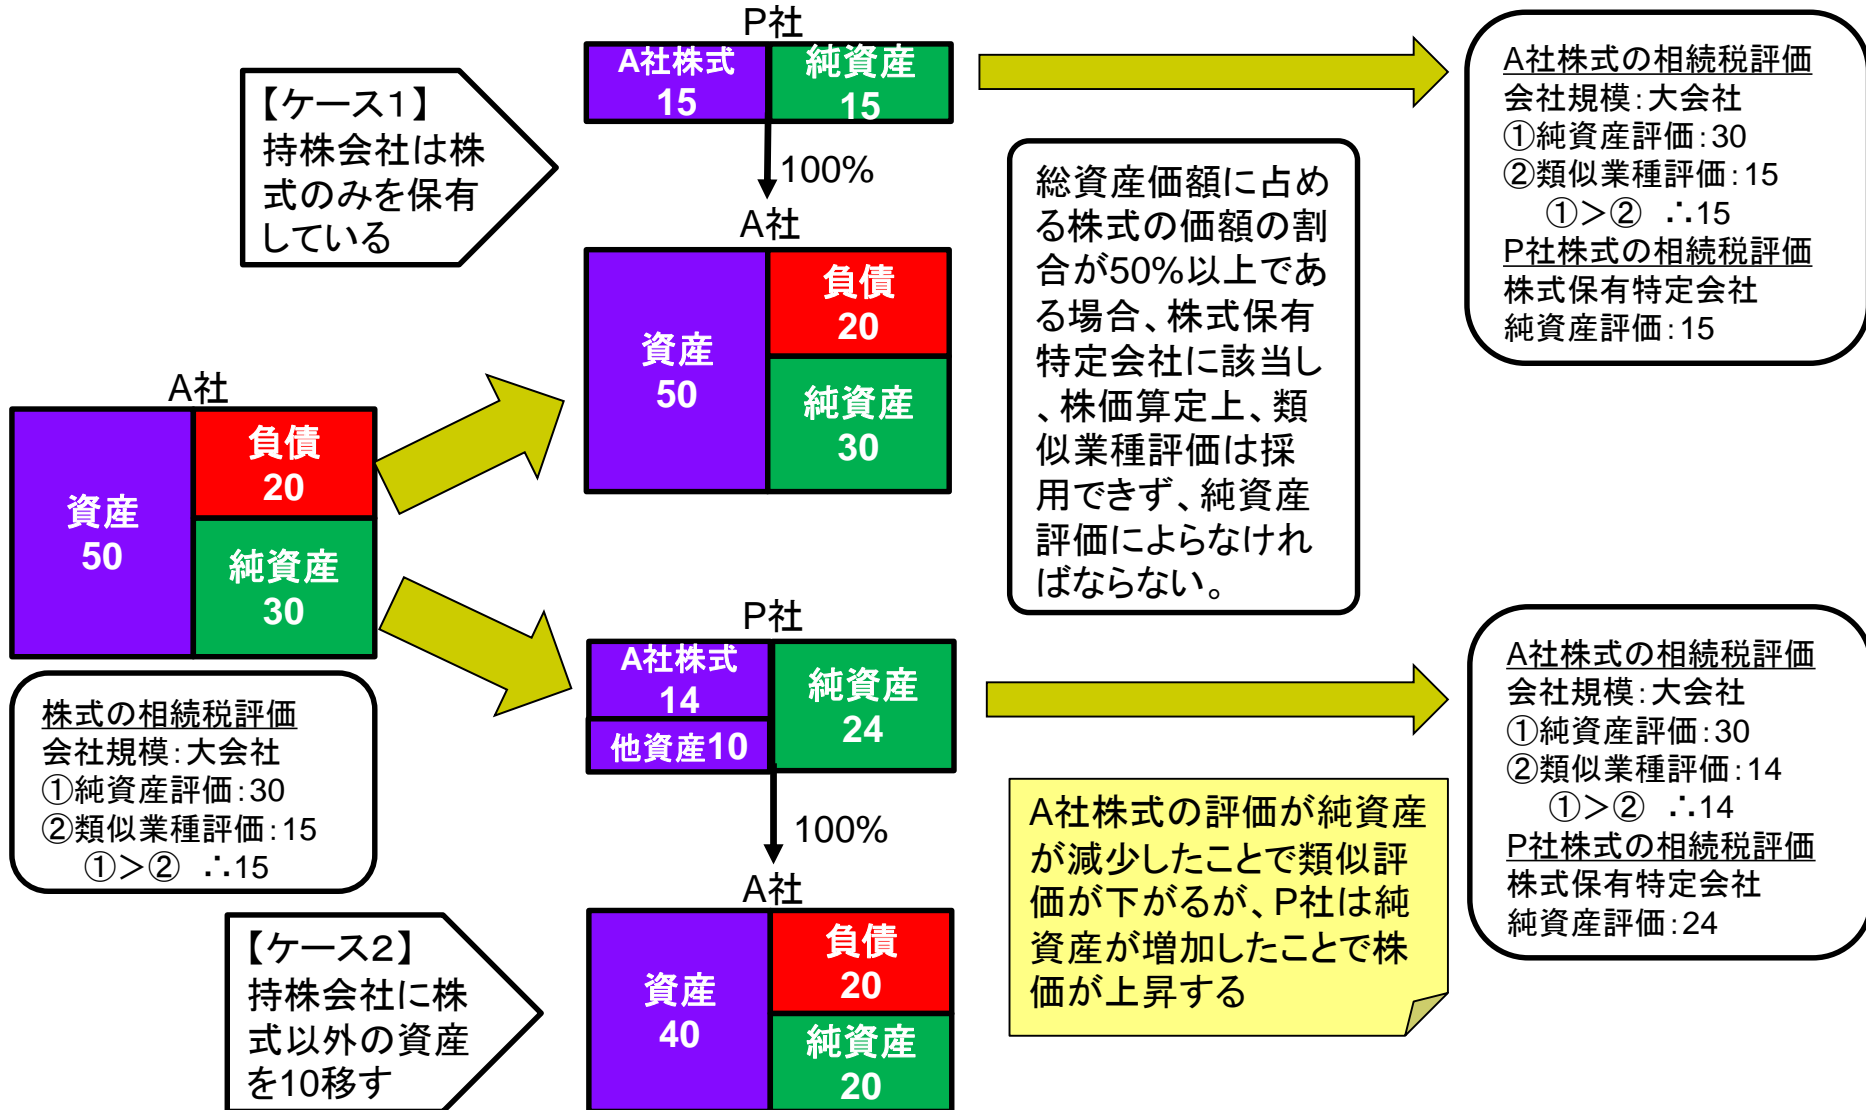 P社
A社株式
15
純資産
15
100%
【ケース1】
持株会社は株
式のみを保有
している
A社
資産
50
負債
20
純資産
30
A社株式の相続税評価
会社規模：大会社
①純資産評価：30
②類似業種評価：15
①＞② ∴15
P社株式の相続税評価
株式保有特定会社
純資産評価：15
総資産価額に占め
る株式の価額の割
合が50%以上であ
る場合、株式保有
特定会社に該当し
、株価算定上、類
似業種評価は採
用できず、純資産
評価によらなけれ
ばならない。
A社
資産
50
負債
20
純資産
30
株式の相続税評価
会社規模：大会社
①純資産評価：30
②類似業種評価：15
①＞② ∴15
P社
A社株式
14
他資産10
純資産
24
100%
【ケース2】
持株会社に株
式以外の資産
を10移す
A社
資産
40
負債
20
純資産
20
A社株式の評価が純資産
が減少したことで類似評
価が下がるが、P社は純
資産が増加したことで株
価が上昇する
A社株式の相続税評価
会社規模：大会社
①純資産評価：30
②類似業種評価：14
①＞② ∴14
P社株式の相続税評価
株式保有特定会社
純資産評価：24